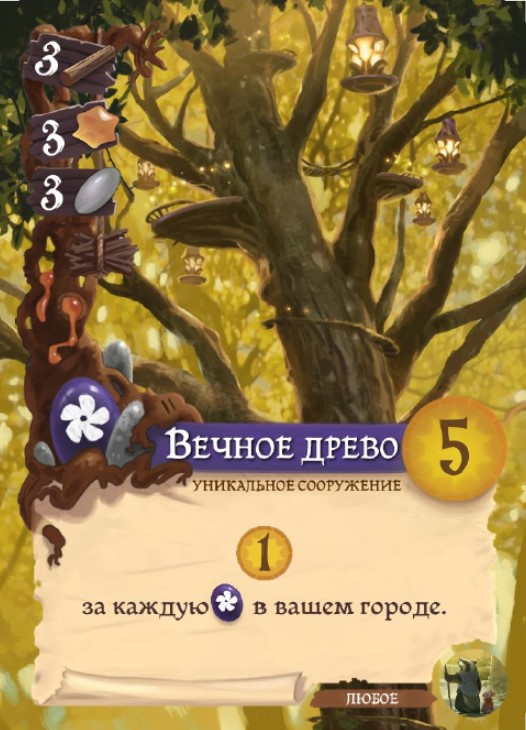 3
3
3
Вечное древо
5
уникальное сооружение
1
за каждую в вашем городе.
любое